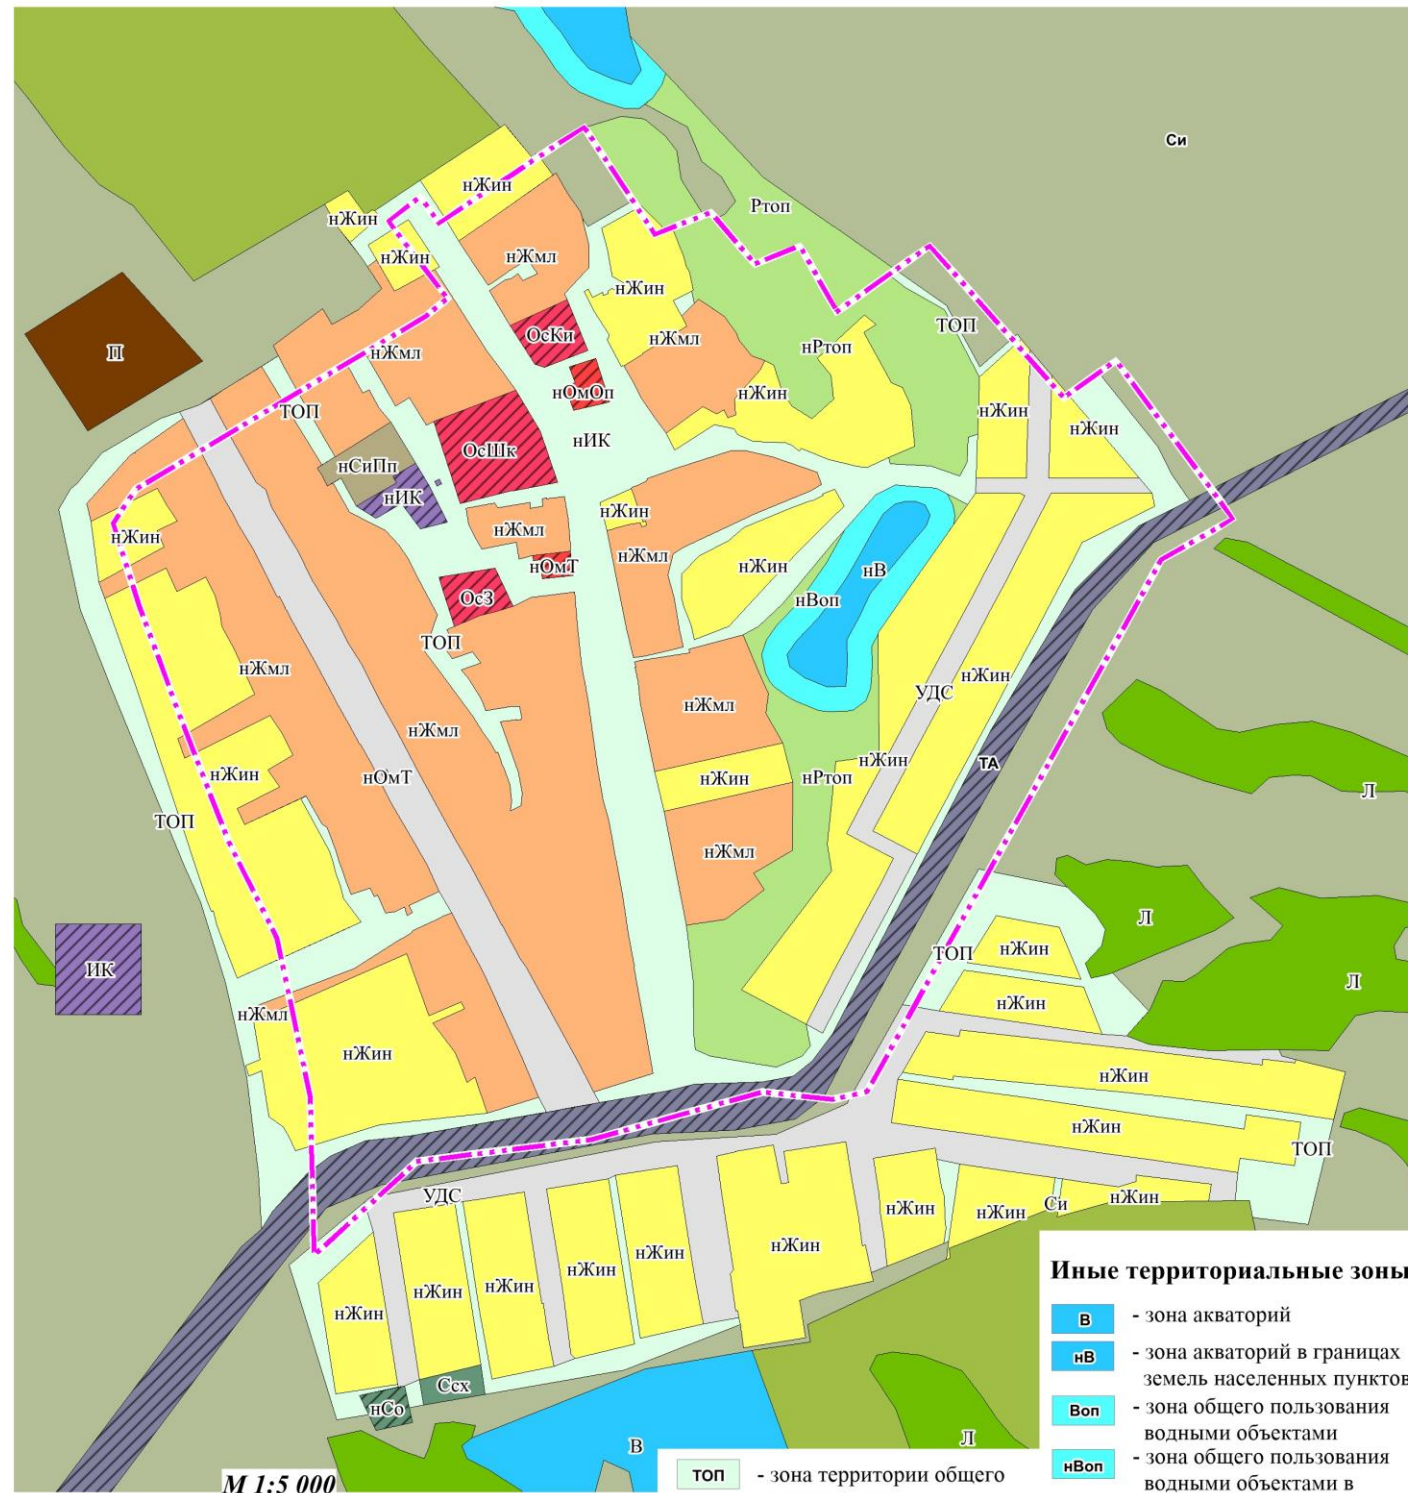 Си
нЖин
нЖин
Ртоп
нЖмл
нЖин
нЖин
ТОП
ОсКи
нЖмл
нРтоп
П
нЖмл
нОмОп
нЖин
ТОП
нЖин
нЖин
нИК
ОсШк
нСиПп
нИК
нЖин
нЖмл
нЖин
нЖмл
нОмТ
нЖин
нВ
ОсЗ
нВоп
ТОП
нЖмл
нЖин
УДС
нЖмл
нЖмл
нЖин
ТА
нЖин
нОмТ
нЖин
нРтоп
Л
ТОП
нЖмл
Л
ТОП
нЖин
ИК
Л
нЖин
нЖмл
нЖин
нЖин
нЖин
ТОП
УДС
нЖин
Си
нЖин
нЖин
нЖин
нЖин
нЖин
нЖин
нЖин
нЖин
Иные территориальные зоны
нЖин
В - зона акваторий
нВ - зона акваторий в границах
земель населенных пунктов
Ссх
нСо
Воп - зона общего пользования
водными объектами
Л
В
нВоп - зона общего пользования
водными объектами в
М 1:5 000
ТОП - зона территории общего